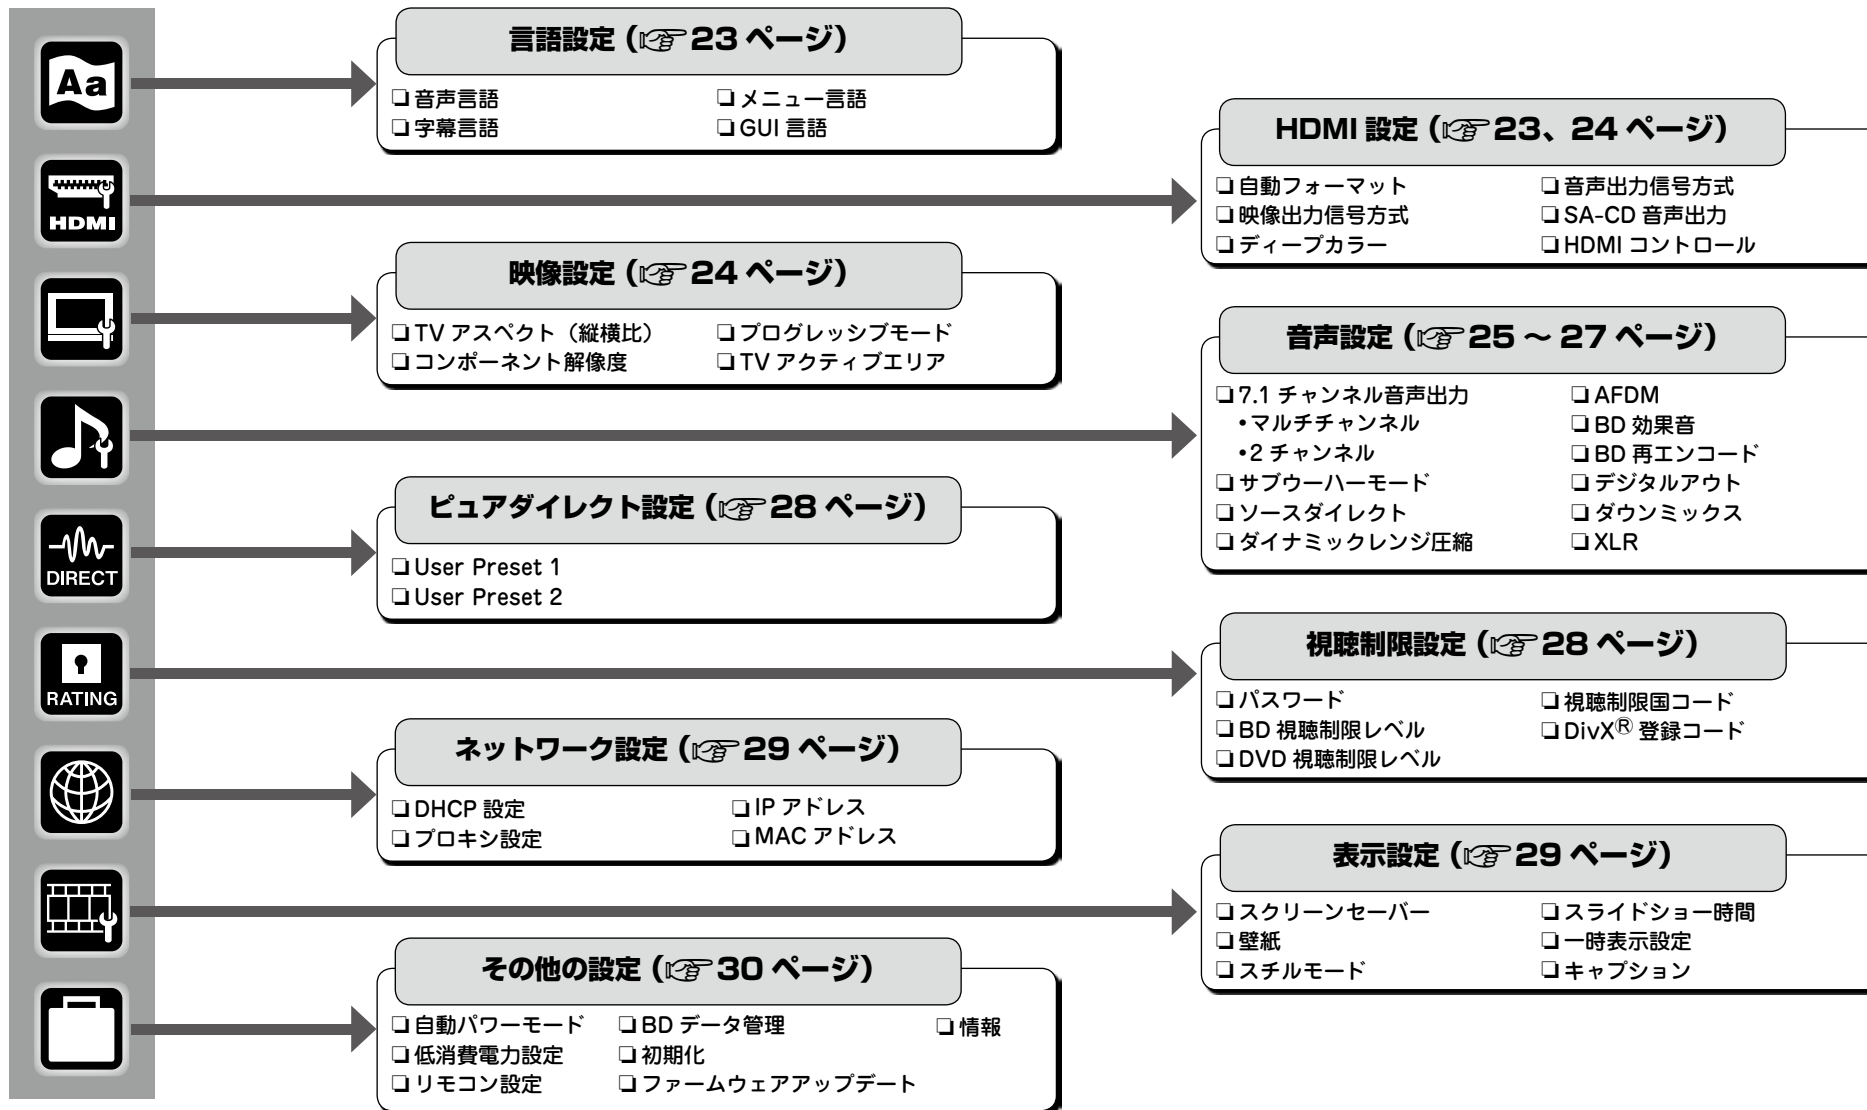 Aa
言語設定 (☞ 23 ページ)
❏ 音声言語
❏ 字幕言語
❏ メニュー言語
❏ GUI 言語
HDMI
HDMI 設定 (☞ 23、24 ページ)
❏ 自動フォーマット
❏ 映像出力信号方式
❏ ディープカラー
❏ 音声出力信号方式
❏ SA-CD 音声出力
❏ HDMI コントロール
映像設定 (☞ 24 ページ)
❏ TV アスペクト（縦横比）
❏ コンポーネント解像度
❏ プログレッシブモード
❏ TV アクティブエリア
音声設定 (☞ 25 ～ 27 ページ)
❏ 7.1 チャンネル音声出力
•マルチチャンネル
•2 チャンネル
❏ サブウーハーモード
❏ ソースダイレクト
❏ ダイナミックレンジ圧縮
❏ AFDM
❏ BD 効果音
❏ BD 再エンコード
❏ デジタルアウト
❏ ダウンミックス
❏ XLR
DIRECT
ピュアダイレクト設定 (☞ 28 ページ)
❏ User Preset 1
❏ User Preset 2
RATING
視聴制限設定 (☞ 28 ページ)
❏ パスワード
❏ BD 視聴制限レベル
❏ DVD 視聴制限レベル
❏ 視聴制限国コード
❏ DivX® 登録コード
ネットワーク設定 (☞ 29 ページ)
❏ DHCP 設定
❏ プロキシ設定
❏ IP アドレス
❏ MAC アドレス
表示設定 (☞ 29 ページ)
❏ スクリーンセーバー
❏ 壁紙
❏ スチルモード
❏ スライドショー時間
❏ 一時表示設定
❏ キャプション
その他の設定 (☞ 30 ページ)
❏ 自動パワーモード
❏ 低消費電力設定
❏ リモコン設定
❏ BD データ管理
❏ 初期化
❏ ファームウェアアップデート
❏ 情報